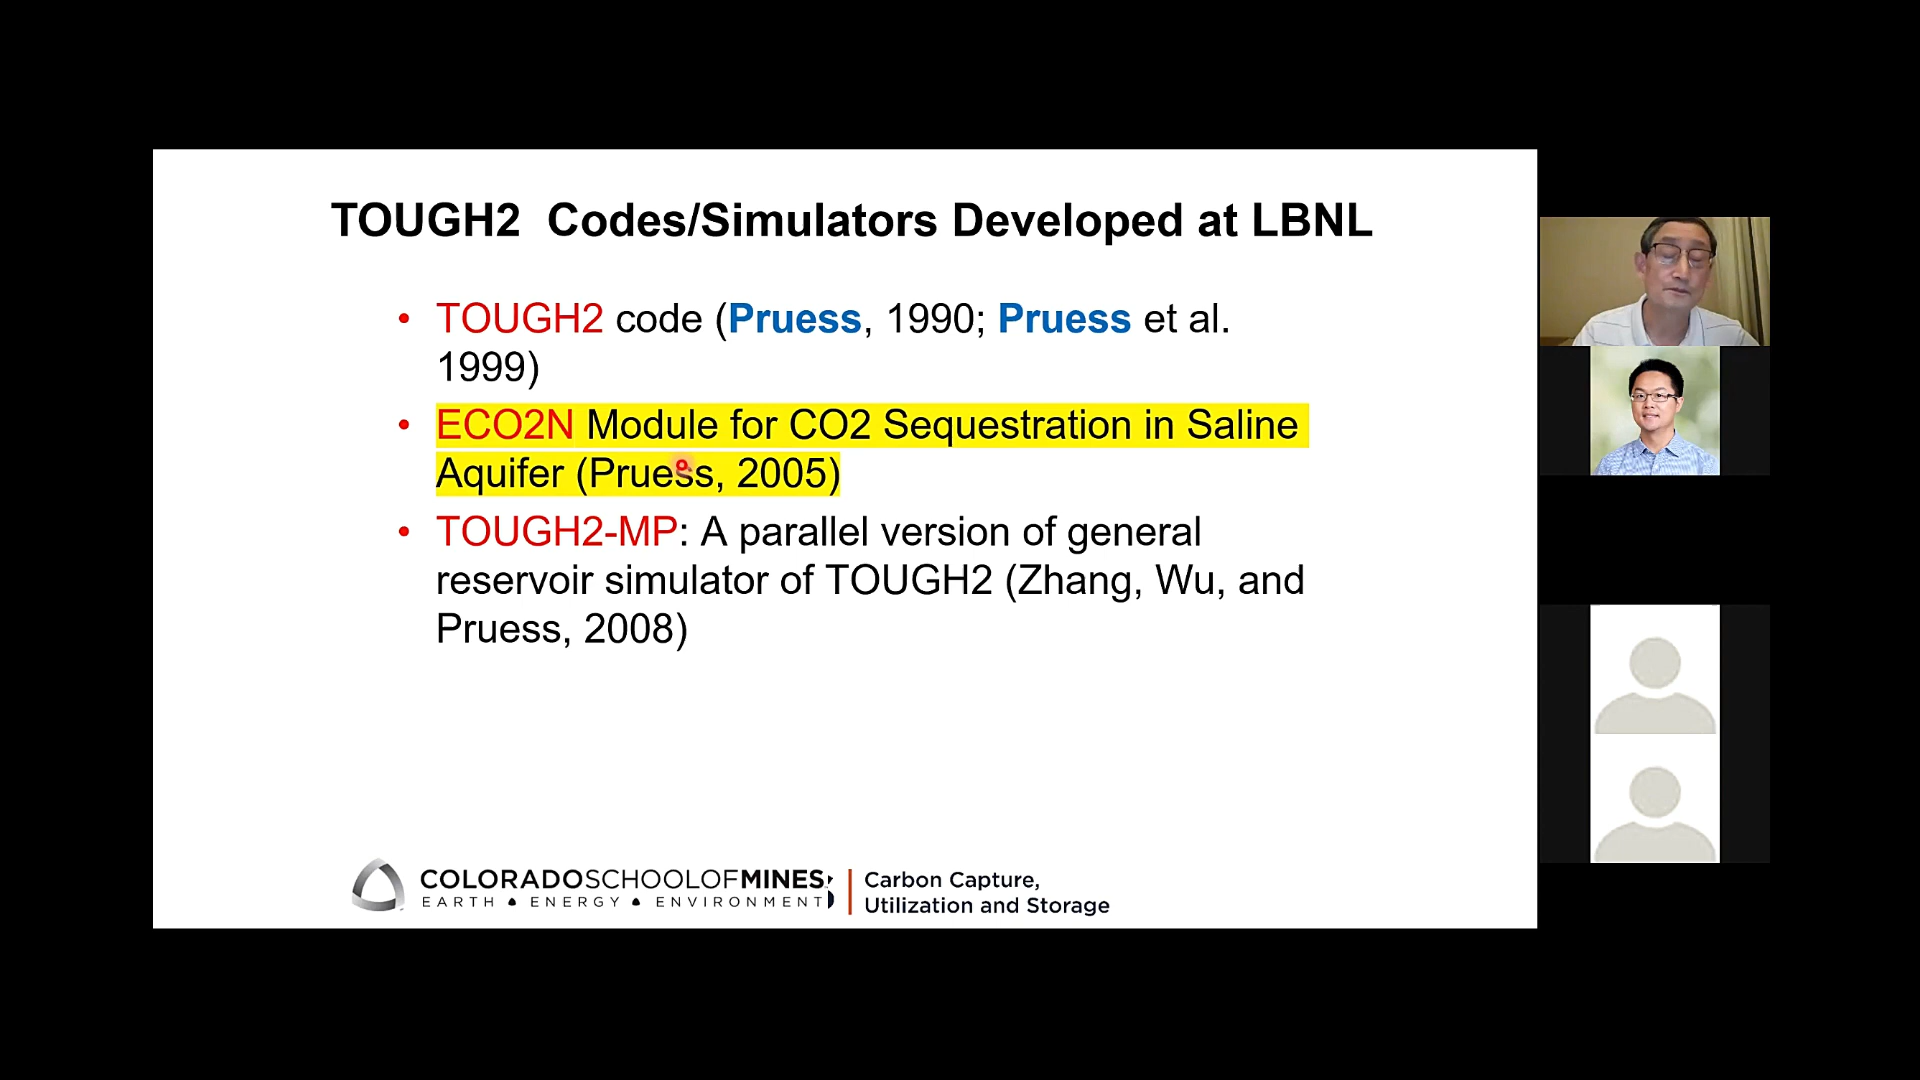 TOUGH2 Codes/Simulators Developed at LBNL
• TOUGH2 code (Pruess, 1990; Pruess et al.
1999)
• ECO2N Module for CO2 Sequestration in Saline
Aquifer (Pruess, 2005)
• TOUGH2-MP: A parallel version of general
reservoir simulator of TOUGH2 (Zhang, Wu, and
Pruess, 2008)
COLORADOSCHOOLOFMINES
EARTH • ENERGY • ENVIRONMENT
Carbon Capture,
Utilization and Storage